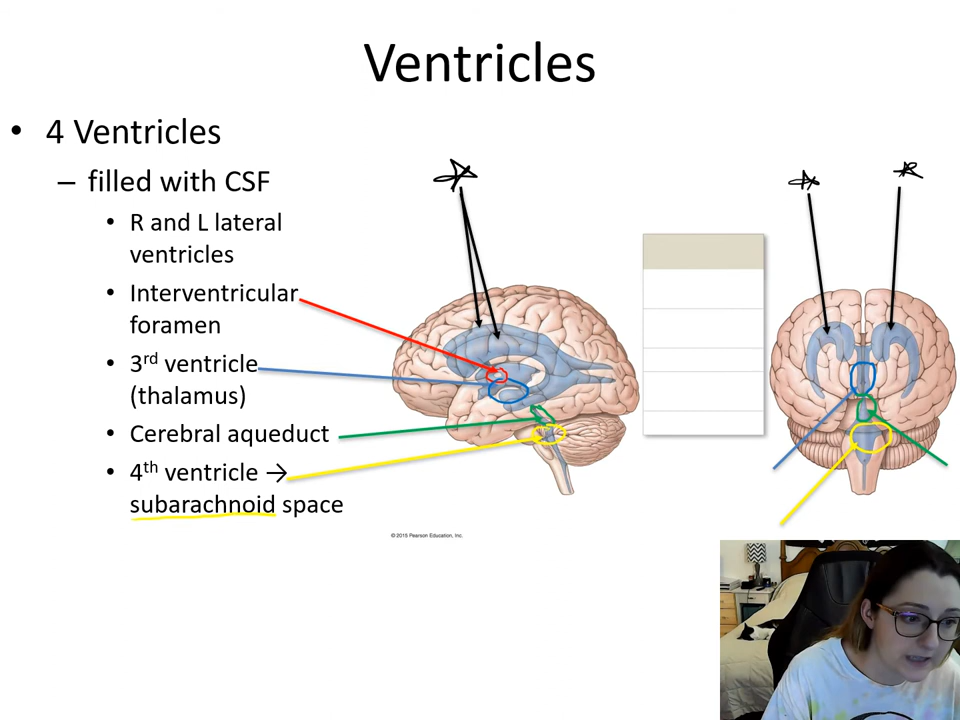 Ventricles
• 4 Ventricles
– filled with CSF
• R and L lateral
ventricles
• Interventricular
foramen
• 3rd ventricle
(thalamus)
• Cerebral aqueduct
• 4th ventricle →
subarachnoid space
© 2015 Pearson Education, Inc.